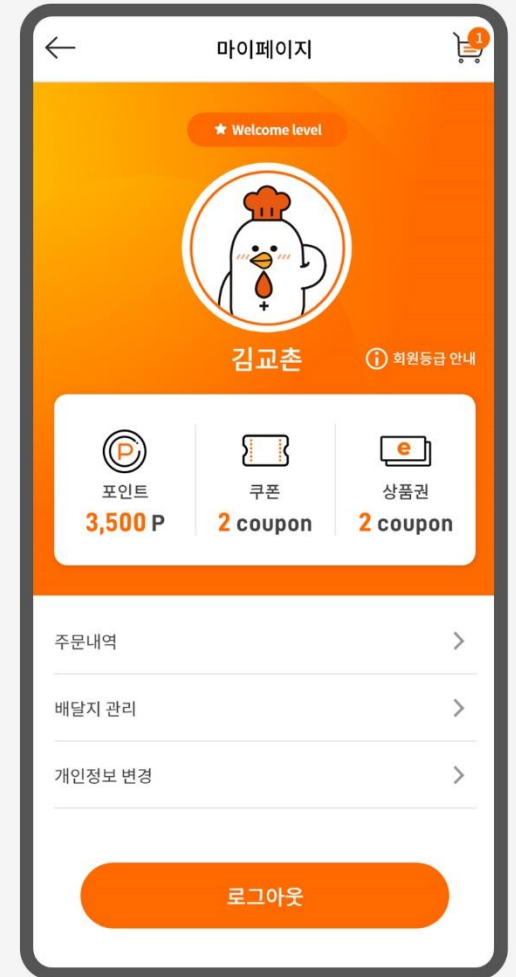 마이페이지
1
Welcome level
김교촌
회원등급 안내
P
e
포인트
쿠폰
상품권
3,500 P
2 coupon
2 coupon
주문내역
배달지 관리
개인정보 변경
로그아웃